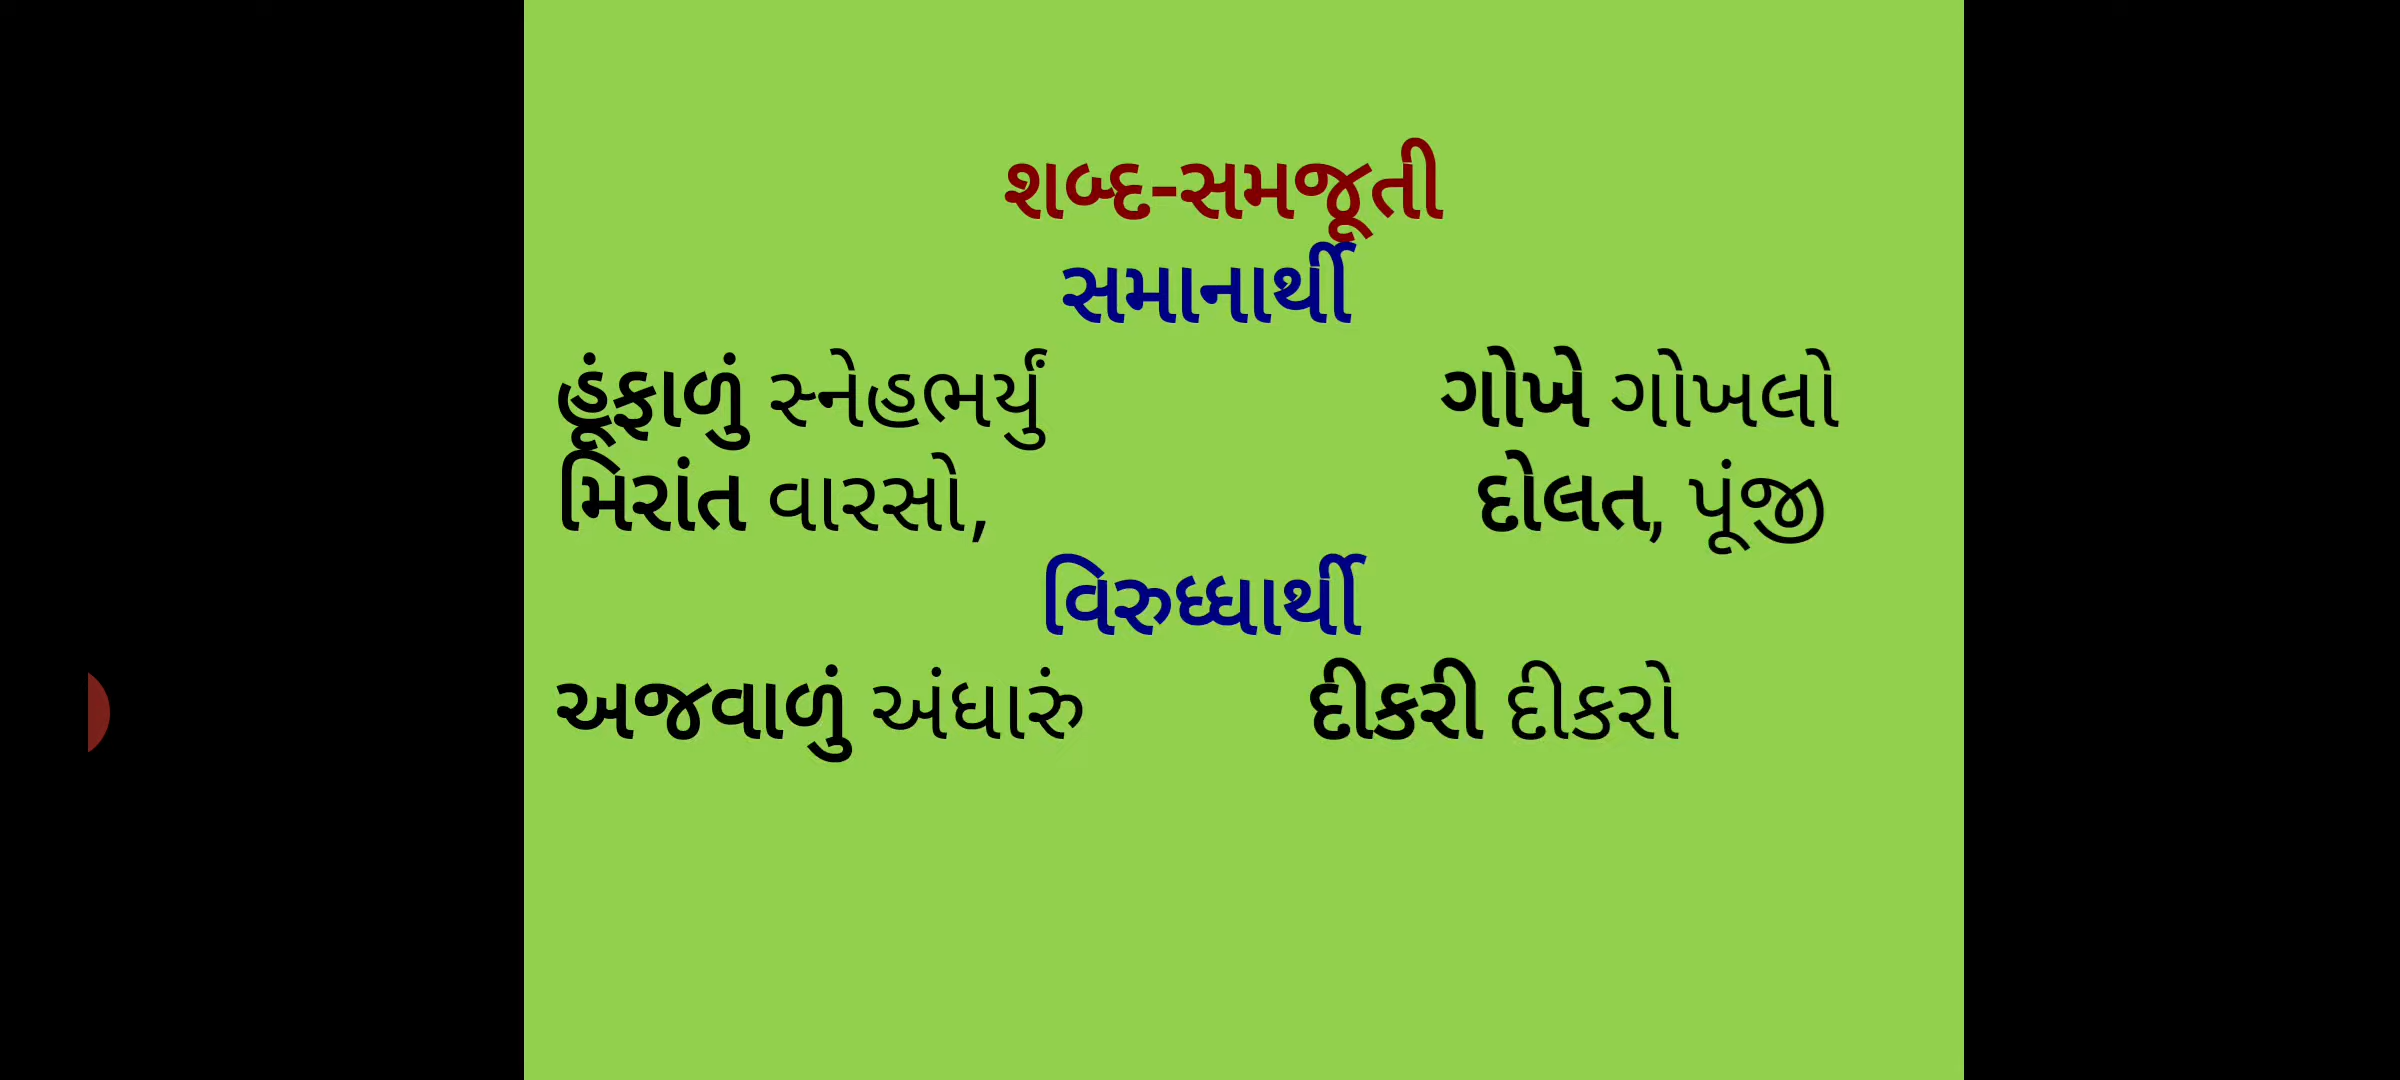 શબ્દ-સમજૂતી
સમાનાર્થી
હૂંફાળું સ્નેહભર્યું ગોખે ગોખલો
મિરાંત વારસો, દોલત, પૂંજી
વિરુધ્ધાર્થી
અજવાળું અંધારું દીકરી દીકરો